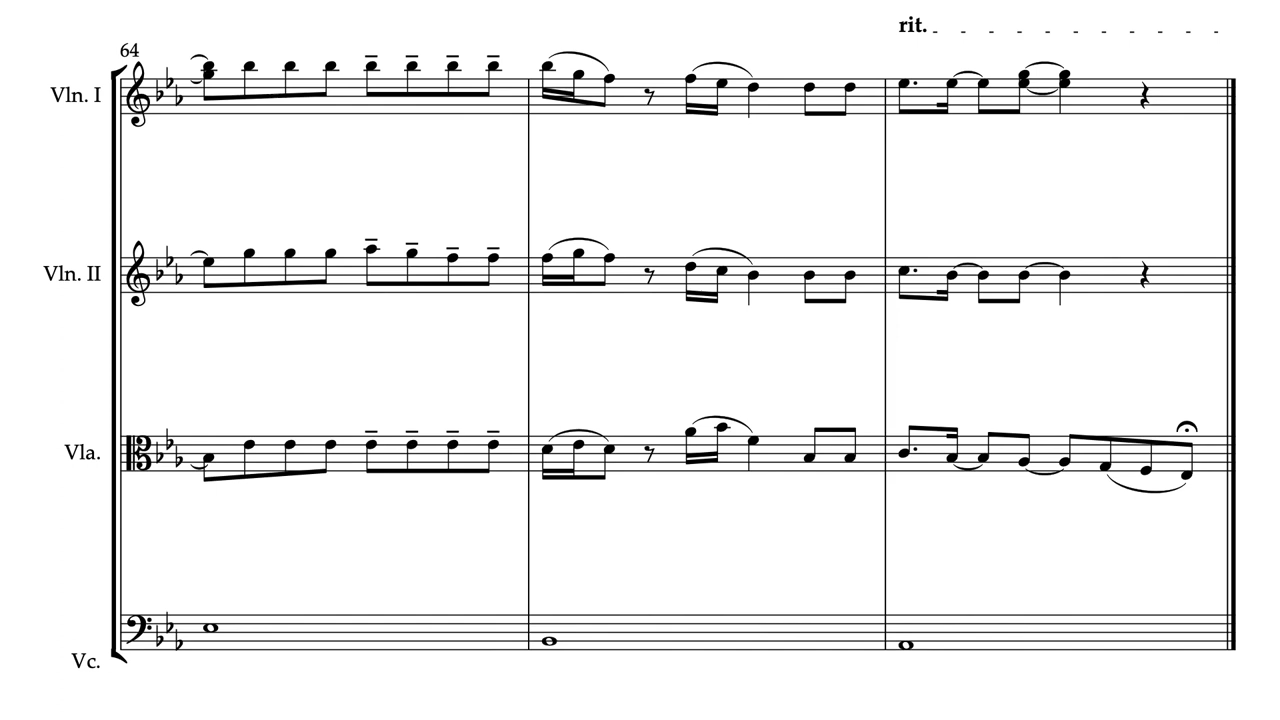 rit.
64
Vln. I
Vln. II
Vla.
Vc.